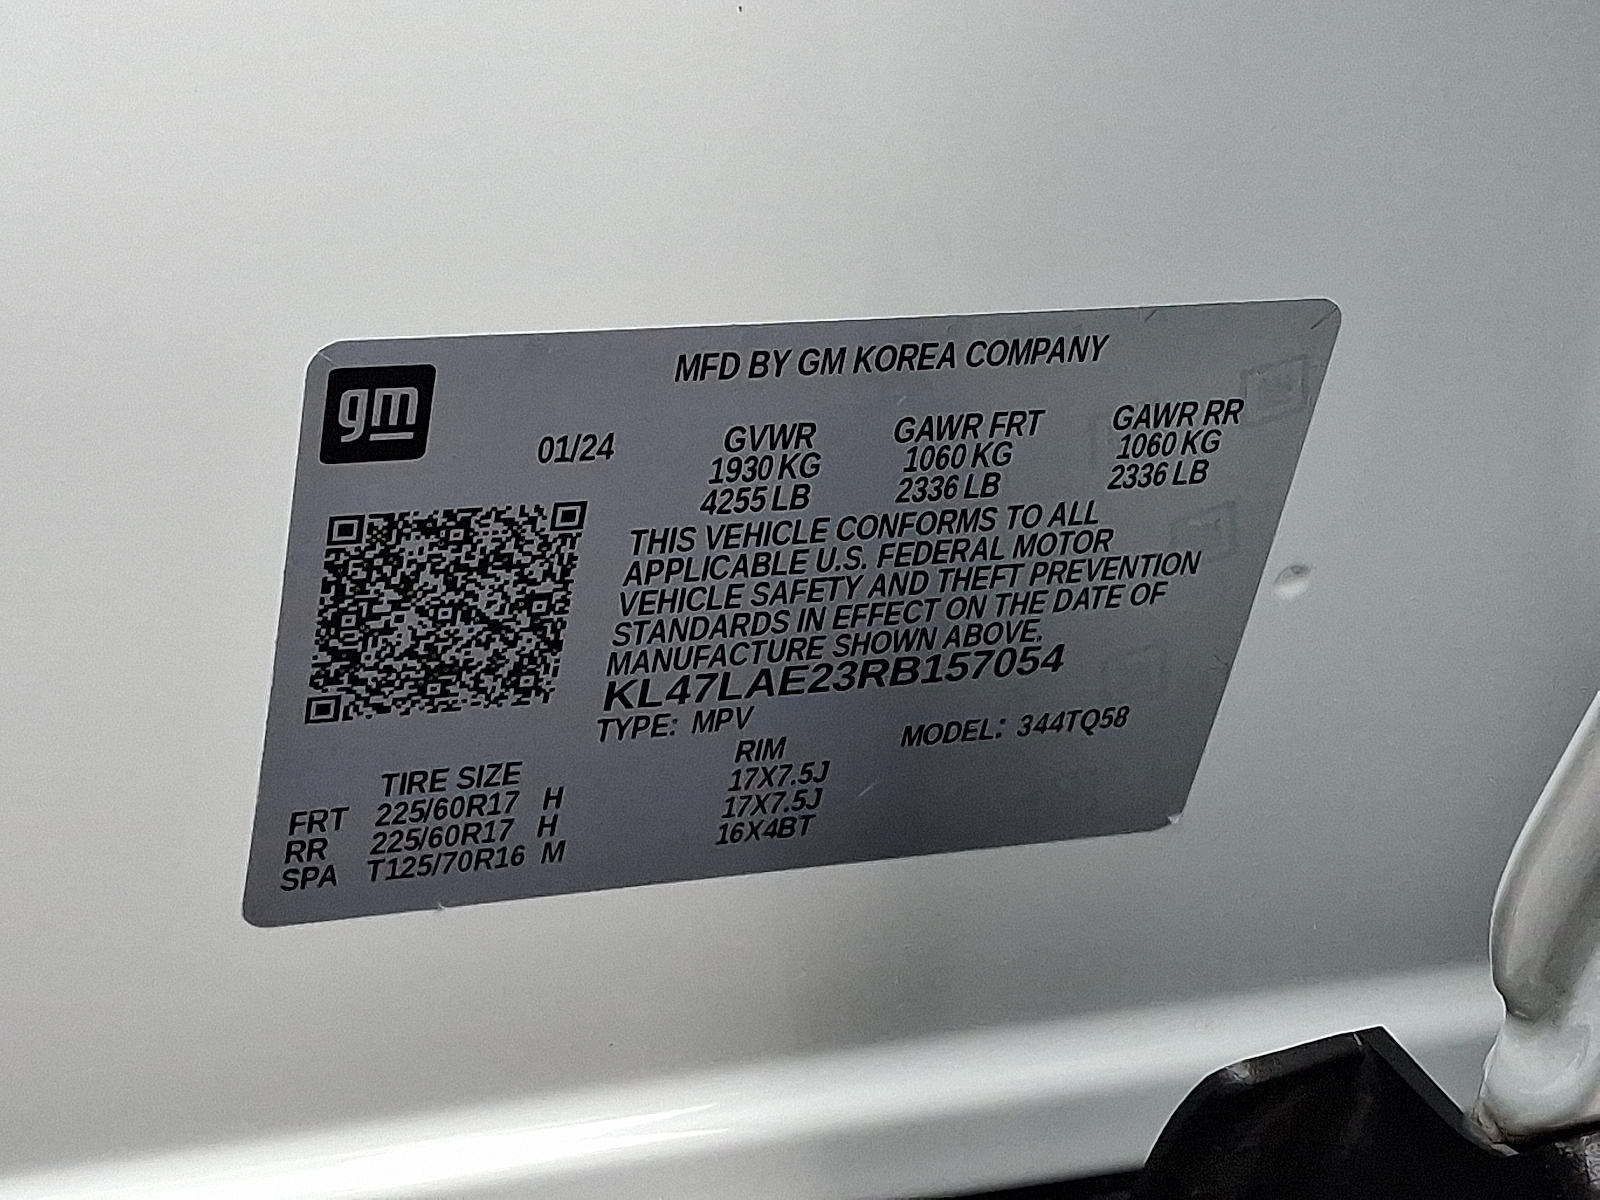 gm
MFD BY GM KOREA COMPANY
01/24 GVWR GAWR FRT GAWR RR
1930 KG 1060 KG 1060 KG
4255 LB 2336 LB 2336 LB
THIS VEHICLE CONFORMS TO ALL
APPLICABLE U.S. FEDERAL MOTOR
VEHICLE SAFETY AND THEFT PREVENTION
STANDARDS IN EFFECT ON THE DATE OF
MANUFACTURE SHOWN ABOVE.
KL47LAE23RB157054
TYPE: MPV MODEL: 344TQ58
TIRE SIZE RIM
FRT 225/60R17 H 17X7.5J
RR 225/60R17 H 17X7.5J
SPA T125/70R16 M 16X4BT